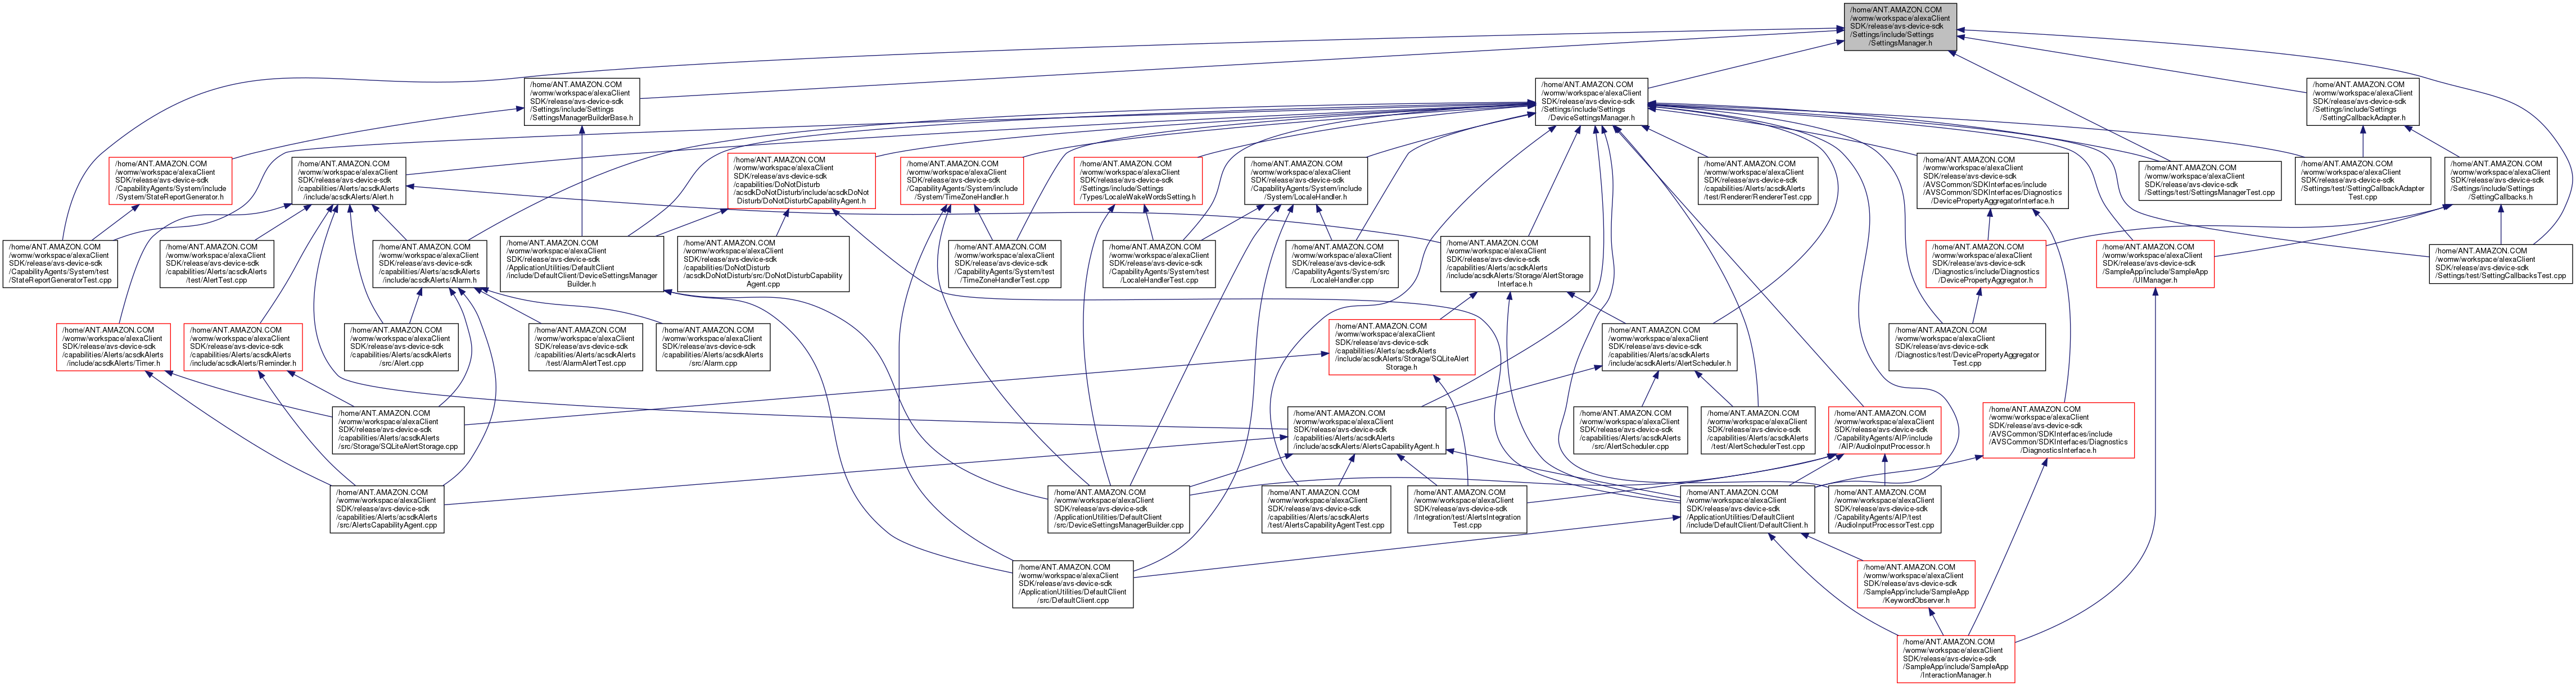 /home/ANT.AMAZON.COM
/womw/workspace/alexaClient
SDK/release/avs-device-sdk
/Settings/include/Settings
/SettingsManager.h
/home/ANT.AMAZON.COM
/womw/workspace/alexaClient
SDK/release/avs-device-sdk
/Settings/include/Settings
/SettingsManagerBuilderBase.h
/home/ANT.AMAZON.COM
/womw/workspace/alexaClient
SDK/release/avs-device-sdk
/Settings/include/Settings
/DeviceSettingsManager.h
/home/ANT.AMAZON.COM
/womw/workspace/alexaClient
SDK/release/avs-device-sdk
/Settings/include/Settings
/SettingCallbackAdapter.h
/home/ANT.AMAZON.COM
/womw/workspace/alexaClient
SDK/release/avs-device-sdk
/CapabilityAgents/System/include
/System/StateReportGenerator.h
/home/ANT.AMAZON.COM
/womw/workspace/alexaClient
SDK/release/avs-device-sdk
/capabilities/Alerts/acsdkAlerts
/include/acsdkAlerts/Alert.h
/home/ANT.AMAZON.COM
/womw/workspace/alexaClient
SDK/release/avs-device-sdk
/capabilities/DoNotDisturb
/acsdkDoNotDisturb/include/acsdkDoNot
Disturb/DoNotDisturbCapabilityAgent.h
/home/ANT.AMAZON.COM
/womw/workspace/alexaClient
SDK/release/avs-device-sdk
/CapabilityAgents/System/include
/System/TimeZoneHandler.h
/home/ANT.AMAZON.COM
/womw/workspace/alexaClient
SDK/release/avs-device-sdk
/Settings/include/Settings
/Types/LocaleWakeWordsSetting.h
/home/ANT.AMAZON.COM
/womw/workspace/alexaClient
SDK/release/avs-device-sdk
/CapabilityAgents/System/include
/System/LocaleHandler.h
/home/ANT.AMAZON.COM
/womw/workspace/alexaClient
SDK/release/avs-device-sdk
/capabilities/Alerts/acsdkAlerts
/test/Renderer/RendererTest.cpp
/home/ANT.AMAZON.COM
/womw/workspace/alexaClient
SDK/release/avs-device-sdk
/AVSCommon/SDKInterfaces/include
/AVSCommon/SDKInterfaces/Diagnostics
/DevicePropertyAggregatorInterface.h
/home/ANT.AMAZON.COM
/womw/workspace/alexaClient
SDK/release/avs-device-sdk
/Settings/test/SettingsManagerTest.cpp
/home/ANT.AMAZON.COM
/womw/workspace/alexaClient
SDK/release/avs-device-sdk
/Settings/test/SettingCallbackAdapter
Test.cpp
/home/ANT.AMAZON.COM
/womw/workspace/alexaClient
SDK/release/avs-device-sdk
/Settings/include/Settings
/SettingCallbacks.h
/home/ANT.AMAZON.COM
/womw/workspace/alexaClient
SDK/release/avs-device-sdk
/CapabilityAgents/System/test
/StateReportGeneratorTest.cpp
/home/ANT.AMAZON.COM
/womw/workspace/alexaClient
SDK/release/avs-device-sdk
/capabilities/Alerts/acsdkAlerts
/test/AlertTest.cpp
/home/ANT.AMAZON.COM
/womw/workspace/alexaClient
SDK/release/avs-device-sdk
/capabilities/Alerts/acsdkAlerts
/include/acsdkAlerts/Alarm.h
/home/ANT.AMAZON.COM
/womw/workspace/alexaClient
SDK/release/avs-device-sdk
/ApplicationUtilities/DefaultClient
/include/DefaultClient/DeviceSettingsManager
Builder.h
/home/ANT.AMAZON.COM
/womw/workspace/alexaClient
SDK/release/avs-device-sdk
/capabilities/DoNotDisturb
/acsdkDoNotDisturb/src/DoNotDisturbCapability
Agent.cpp
/home/ANT.AMAZON.COM
/womw/workspace/alexaClient
SDK/release/avs-device-sdk
/CapabilityAgents/System/test
/TimeZoneHandlerTest.cpp
/home/ANT.AMAZON.COM
/womw/workspace/alexaClient
SDK/release/avs-device-sdk
/CapabilityAgents/System/test
/LocaleHandlerTest.cpp
/home/ANT.AMAZON.COM
/womw/workspace/alexaClient
SDK/release/avs-device-sdk
/CapabilityAgents/System/src
/LocaleHandler.cpp
/home/ANT.AMAZON.COM
/womw/workspace/alexaClient
SDK/release/avs-device-sdk
/capabilities/Alerts/acsdkAlerts
/include/acsdkAlerts/Storage/AlertStorage
Interface.h
/home/ANT.AMAZON.COM
/womw/workspace/alexaClient
SDK/release/avs-device-sdk
/Diagnostics/include/Diagnostics
/DevicePropertyAggregator.h
/home/ANT.AMAZON.COM
/womw/workspace/alexaClient
SDK/release/avs-device-sdk
/SampleApp/include/SampleApp
/UIManager.h
/home/ANT.AMAZON.COM
/womw/workspace/alexaClient
SDK/release/avs-device-sdk
/Settings/test/SettingCallbacksTest.cpp
/home/ANT.AMAZON.COM
/womw/workspace/alexaClient
SDK/release/avs-device-sdk
/capabilities/Alerts/acsdkAlerts
/include/acsdkAlerts/Timer.h
/home/ANT.AMAZON.COM
/womw/workspace/alexaClient
SDK/release/avs-device-sdk
/capabilities/Alerts/acsdkAlerts
/include/acsdkAlerts/Reminder.h
/home/ANT.AMAZON.COM
/womw/workspace/alexaClient
SDK/release/avs-device-sdk
/capabilities/Alerts/acsdkAlerts
/src/Alert.cpp
/home/ANT.AMAZON.COM
/womw/workspace/alexaClient
SDK/release/avs-device-sdk
/capabilities/Alerts/acsdkAlerts
/test/AlarmAlertTest.cpp
/home/ANT.AMAZON.COM
/womw/workspace/alexaClient
SDK/release/avs-device-sdk
/capabilities/Alerts/acsdkAlerts
/src/Alarm.cpp
/home/ANT.AMAZON.COM
/womw/workspace/alexaClient
SDK/release/avs-device-sdk
/capabilities/Alerts/acsdkAlerts
/include/acsdkAlerts/Storage/SQLiteAlert
Storage.h
/home/ANT.AMAZON.COM
/womw/workspace/alexaClient
SDK/release/avs-device-sdk
/capabilities/Alerts/acsdkAlerts
/include/acsdkAlerts/AlertScheduler.h
/home/ANT.AMAZON.COM
/womw/workspace/alexaClient
SDK/release/avs-device-sdk
/Diagnostics/test/DevicePropertyAggregator
Test.cpp
/home/ANT.AMAZON.COM
/womw/workspace/alexaClient
SDK/release/avs-device-sdk
/capabilities/Alerts/acsdkAlerts
/src/Storage/SQLiteAlertStorage.cpp
/home/ANT.AMAZON.COM
/womw/workspace/alexaClient
SDK/release/avs-device-sdk
/capabilities/Alerts/acsdkAlerts
/include/acsdkAlerts/AlertsCapabilityAgent.h
/home/ANT.AMAZON.COM
/womw/workspace/alexaClient
SDK/release/avs-device-sdk
/capabilities/Alerts/acsdkAlerts
/src/AlertScheduler.cpp
/home/ANT.AMAZON.COM
/womw/workspace/alexaClient
SDK/release/avs-device-sdk
/capabilities/Alerts/acsdkAlerts
/test/AlertSchedulerTest.cpp
/home/ANT.AMAZON.COM
/womw/workspace/alexaClient
SDK/release/avs-device-sdk
/CapabilityAgents/AIP/include
/AIP/AudioInputProcessor.h
/home/ANT.AMAZON.COM
/womw/workspace/alexaClient
SDK/release/avs-device-sdk
/AVSCommon/SDKInterfaces/include
/AVSCommon/SDKInterfaces/Diagnostics
/DiagnosticsInterface.h
/home/ANT.AMAZON.COM
/womw/workspace/alexaClient
SDK/release/avs-device-sdk
/capabilities/Alerts/acsdkAlerts
/src/AlertsCapabilityAgent.cpp
/home/ANT.AMAZON.COM
/womw/workspace/alexaClient
SDK/release/avs-device-sdk
/ApplicationUtilities/DefaultClient
/src/DeviceSettingsManagerBuilder.cpp
/home/ANT.AMAZON.COM
/womw/workspace/alexaClient
SDK/release/avs-device-sdk
/capabilities/Alerts/acsdkAlerts
/test/AlertsCapabilityAgentTest.cpp
/home/ANT.AMAZON.COM
/womw/workspace/alexaClient
SDK/release/avs-device-sdk
/Integration/test/AlertsIntegration
Test.cpp
/home/ANT.AMAZON.COM
/womw/workspace/alexaClient
SDK/release/avs-device-sdk
/ApplicationUtilities/DefaultClient
/include/DefaultClient/DefaultClient.h
/home/ANT.AMAZON.COM
/womw/workspace/alexaClient
SDK/release/avs-device-sdk
/CapabilityAgents/AIP/test
/AudioInputProcessorTest.cpp
/home/ANT.AMAZON.COM
/womw/workspace/alexaClient
SDK/release/avs-device-sdk
/ApplicationUtilities/DefaultClient
/src/DefaultClient.cpp
/home/ANT.AMAZON.COM
/womw/workspace/alexaClient
SDK/release/avs-device-sdk
/SampleApp/include/SampleApp
/KeywordObserver.h
/home/ANT.AMAZON.COM
/womw/workspace/alexaClient
SDK/release/avs-device-sdk
/SampleApp/include/SampleApp
/InteractionManager.h